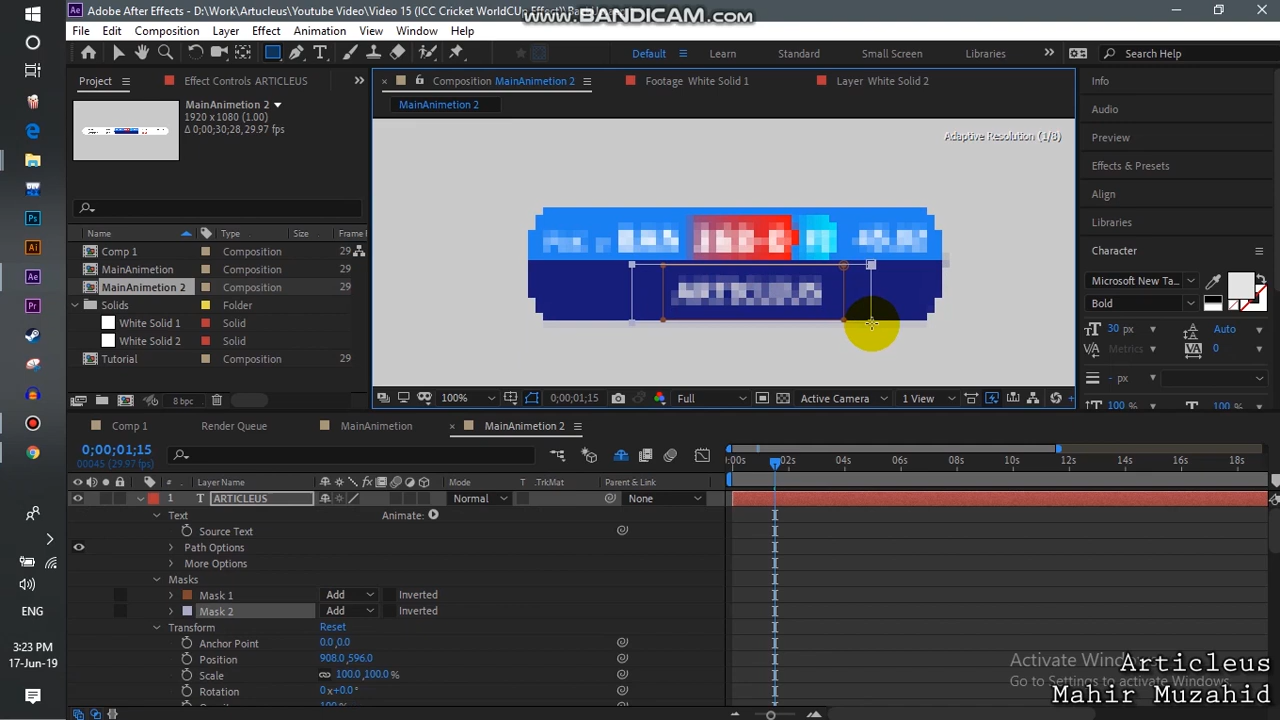 Adobe After Effects - D:\Work\Artucleus\Youtube Video\Video 15 (ICC Cricket WorldCUp Effect)
www.BANDICAM.com
File Edit Composition Layer Effect Animation View Window Help
Default Learn Standard Small Screen Libraries Search Help
Project Effect Controls ARTICLEUS
Composition MainAnimetion 2 Footage White Solid 1 Layer White Solid 2
Info
MainAnimetion 2
1920 x 1080 (1.00)
Δ 0;00;30;28, 29.97 fps
MainAnimetion 2
Adaptive Resolution (1/8)
Audio
Preview
Effects & Presets
Align
Libraries
Character
Name Type Size Frame
Comp 1 Composition 29
MainAnimetion Composition 29
MainAnimetion 2 Composition 29
Solids Folder
White Solid 1 Solid
White Solid 2 Solid
Tutorial Composition 29
8 bpc
Microsoft New Ta...
Bold
30 px Auto
Metrics 0
- px
100 % 100 %
100% 0;00;01;15 Full Active Camera 1 View
Comp 1 Render Queue MainAnimetion MainAnimetion 2
0;00;01;15
00045 (29.97 fps)
:00s 02s 04s 06s 08s 10s 12s 14s 16s 18s
# Layer Name Mode T .TrkMat Parent & Link
1 T ARTICLEUS Normal None
Text Animate:
Source Text
Path Options
More Options
Masks
Mask 1 Add Inverted
Mask 2 Add Inverted
Transform Reset
Anchor Point 0.0,0.0
Position 908.0,596.0
Scale 100.0,100.0%
Rotation 0x+0.0°
100%
ENG
3:23 PM
17-Jun-19
Activate Windows
Go to Settings to activate Windows.
Articleus
Mahir Muzahid